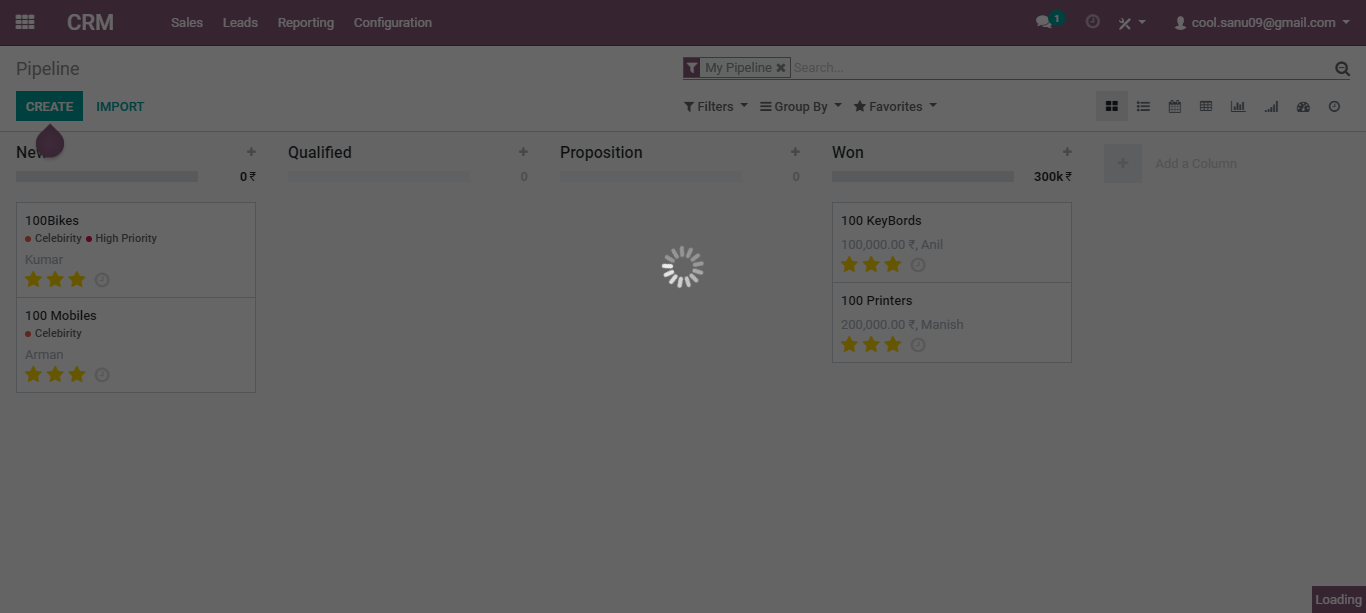 CRM Sales Leads Reporting Configuration 1 cool.sanu09@gmail.com
Pipeline My Pipeline Search...
CREATE IMPORT Filters Group By Favorites
New Qualified Proposition Won Add a Column
0 ₹ 0 0 300k ₹
100Bikes
Celebirity High Priority
Kumar
100 Mobiles
Celebirity
Arman
100 KeyBords
100,000.00 ₹, Anil
100 Printers
200,000.00 ₹, Manish
Loading